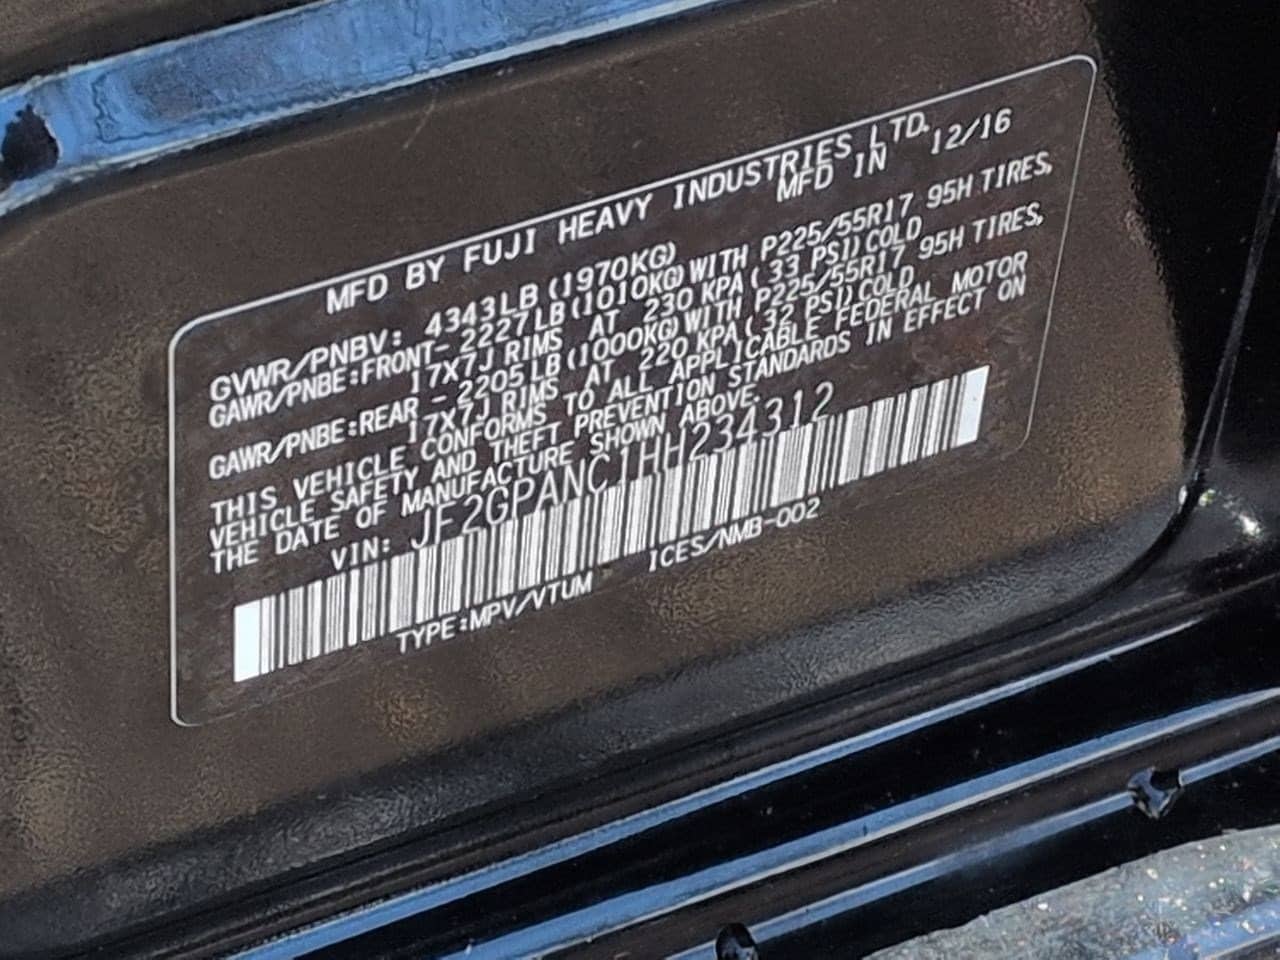 MFD BY FUJI HEAVY INDUSTRIES LTD.
MFD IN 12/16
GVWR/PNBV: 4343LB (1970KG)
GAWR/PNBE:FRONT- 2227LB (1010KG) WITH P225/55R17 95H TIRES,
17X7J RIMS AT 230 KPA (33 PSI) COLD
GAWR/PNBE:REAR - 2205 LB (1000KG) WITH P225/55R17 95H TIRES,
17X7J RIMS AT 220 KPA (32 PSI) COLD.
THIS VEHICLE CONFORMS TO ALL APPLICABLE FEDERAL MOTOR
VEHICLE SAFETY AND THEFT PREVENTION STANDARDS IN EFFECT ON
THE DATE OF MANUFACTURE SHOWN ABOVE.
VIN: JF2GPANC1HH234312
TYPE:MPV/VTUM ICES/NMB-002